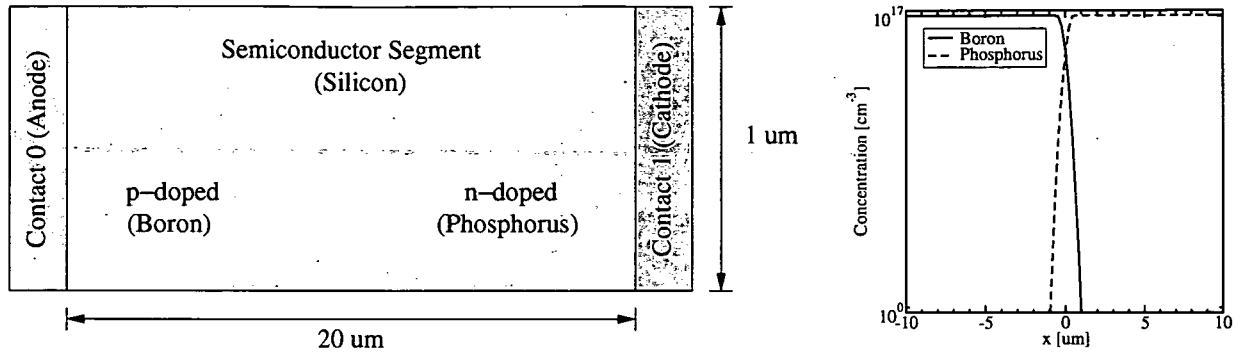 Contact 0 (Anode)
Semiconductor Segment
(Silicon)
p-doped
(Boron)
n-doped
(Phosphorus)
Contact 1 (Cathode)
1 um
20 um
Concentration [cm-3]
10^17
10^0
Boron
Phosphorus
-10
-5
0
5
10
x [um]